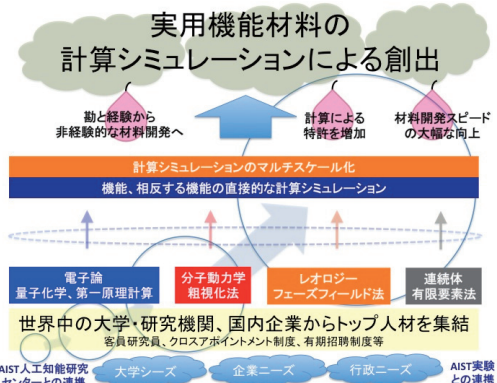 実用機能材料の
計算シミュレーションによる創出
勘と経験から
非経験的な材料開発へ
計算による
特許を増加
材料開発スピード
の大幅な向上
計算シミュレーションのマルチスケール化
機能、相反する機能の直接的な計算シミュレーション
電子論
量子化学、第一原理計算
分子動力学
粗視化法
レオロジー
フェーズフィールド法
連続体
有限要素法
世界中の大学・研究機関、国内企業からトップ人材を集結
客員研究員、クロスアポイントメント制度、有期招聘制度等
AIST人工知能研究
センターとの連携
大学シーズ
企業ニーズ
行政ニーズ
AIST実験
との連携